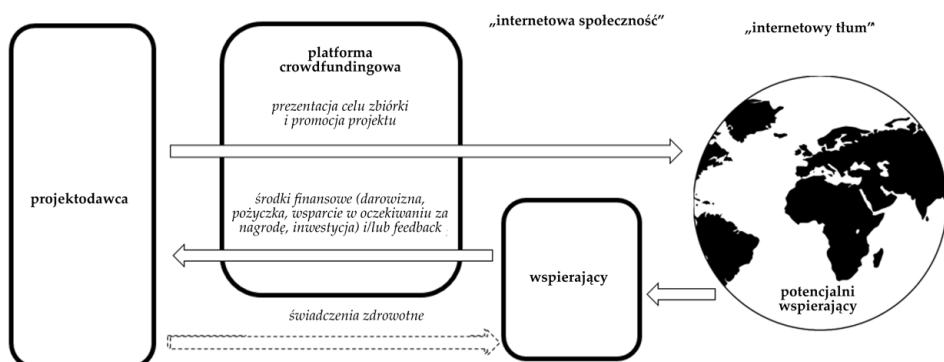 „internetowa społeczność”
„internetowy tłum”
platforma
crowdfundingowa
prezentacja celu zbiórki
i promocja projektu
projektodawca
środki finansowe (darowizna,
pożyczka, wsparcie w oczekiwaniu za
nagrodę, inwestycja) i/lub feedback
wspierający
potencjalni
wspierający
świadczenia zdrowotne